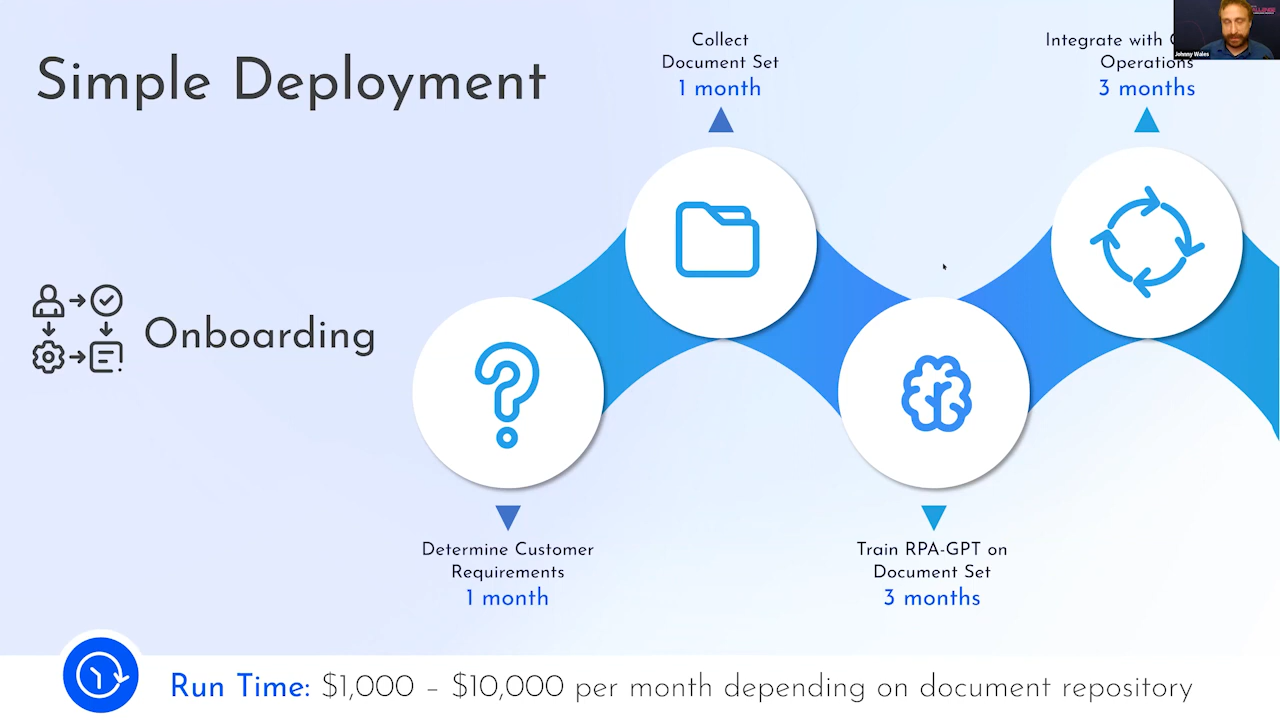 Simple Deployment
Collect
Document Set
1 month
Integrate with
Operations
3 months
Johnny Wales
Onboarding
Determine Customer
Requirements
1 month
Train RPA-GPT on
Document Set
3 months
Run Time: $1,000 – $10,000 per month depending on document repository